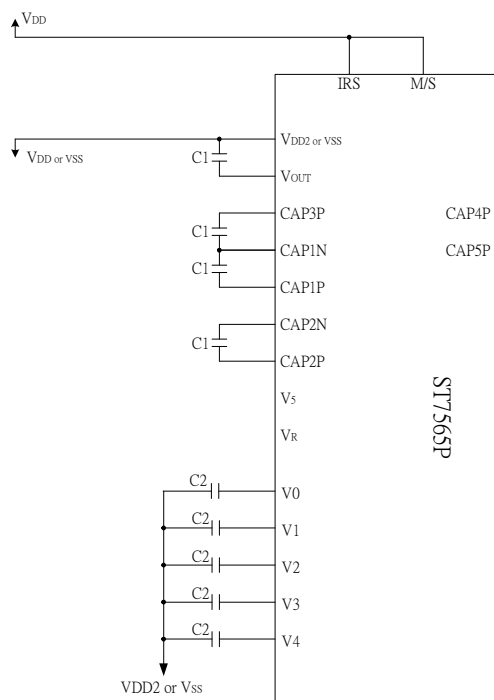 VDD
IRS
M/S
VDD or VSS
VDD2 or VSS
C1
VOUT
CAP3P
CAP4P
C1
CAP1N
CAP5P
C1
CAP1P
CAP2N
C1
CAP2P
V5
ST7565P
VR
C2
V0
C2
V1
C2
V2
C2
V3
C2
V4
VDD2 or VSS